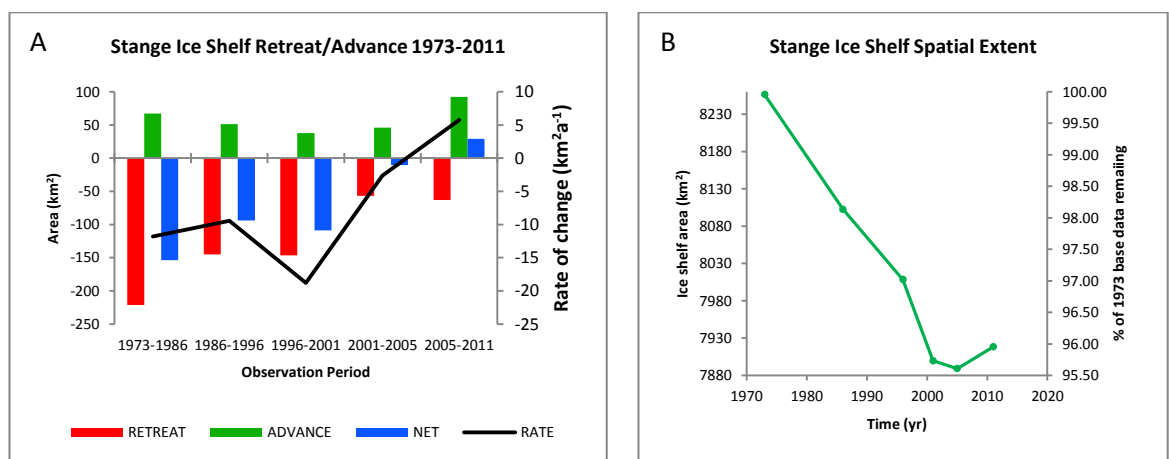 A
Stange Ice Shelf Retreat/Advance 1973-2011
Area (km²)
100
50
0
-50
-100
-150
-200
-250
10
5
0
-5
-10
-15
-20
-25
Rate of change (km²a⁻¹)
1973-1986 1986-1996 1996-2001 2001-2005 2005-2011
Observation Period
RETREAT ADVANCE NET RATE
B
Stange Ice Shelf Spatial Extent
Ice shelf area (km²)
8230
8180
8130
8080
8030
7980
7930
7880
100.00
99.50
99.00
98.50
98.00
97.50
97.00
96.50
96.00
95.50
% of 1973 base data remaiing
1970 1980 1990 2000 2010 2020
Time (yr)